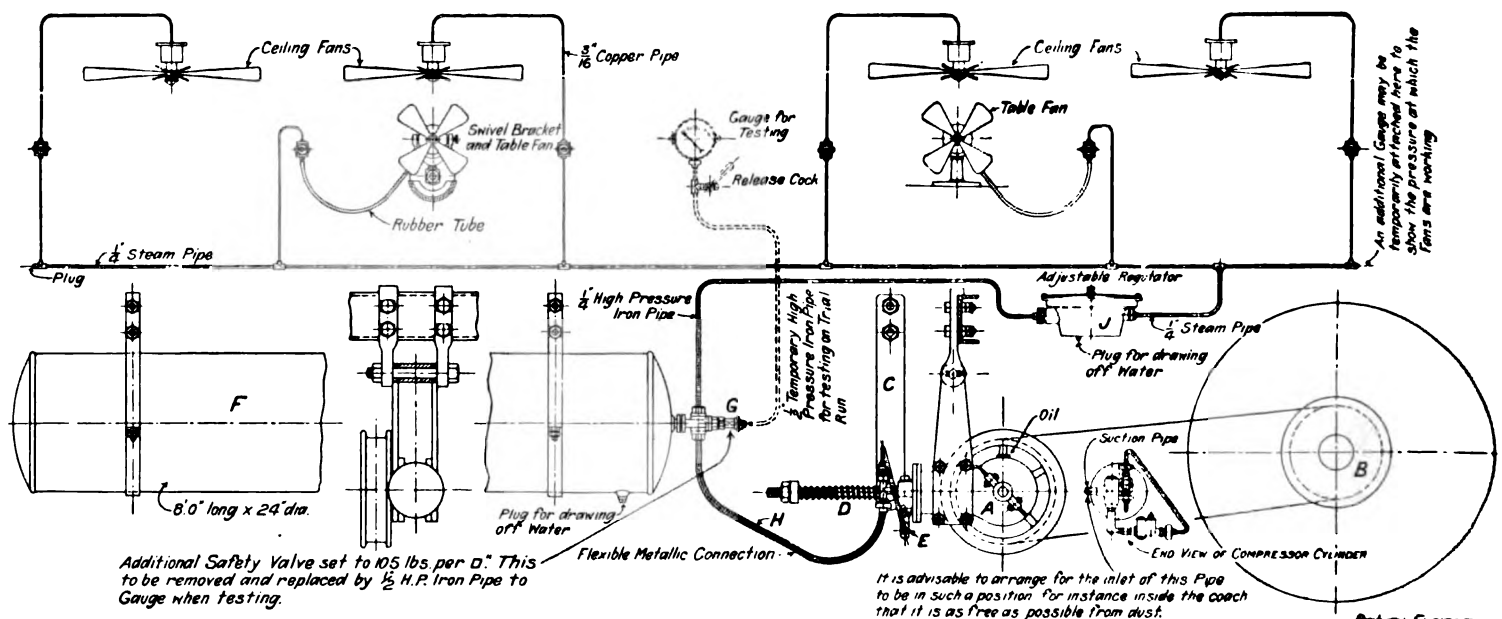 Ceiling Fans
3/16" Copper Pipe
Ceiling Fans
Swivel Bracket
and Table Fan
Gauge for
Testing
Table Fan
Release Cock
Rubber Tube
An additional Gauge may be
temporarily attached here to
show the pressure at which the
Fans are working
1/4" Steam Pipe
Plug
Adjustable Regulator
1/4" High Pressure
Iron Pipe
J
1/4" Steam Pipe
Plug for drawing
off Water
1/2" Temporary High
Pressure Iron Pipe
for testing on Trial
Run
F
G
C
Oil
Suction Pipe
B
8'.0" long x 24" dia.
Plug for drawing
off Water
H
D
A
E
Flexible Metallic Connection
END VIEW OF COMPRESSOR CYLINDER
Additional Safety Valve set to 105 lbs. per □". This
to be removed and replaced by 1/2" H.P. Iron Pipe to
Gauge when testing.
It is advisable to arrange for the inlet of this Pipe
to be in such a position for instance inside the coach
that it is as free as possible from dust.